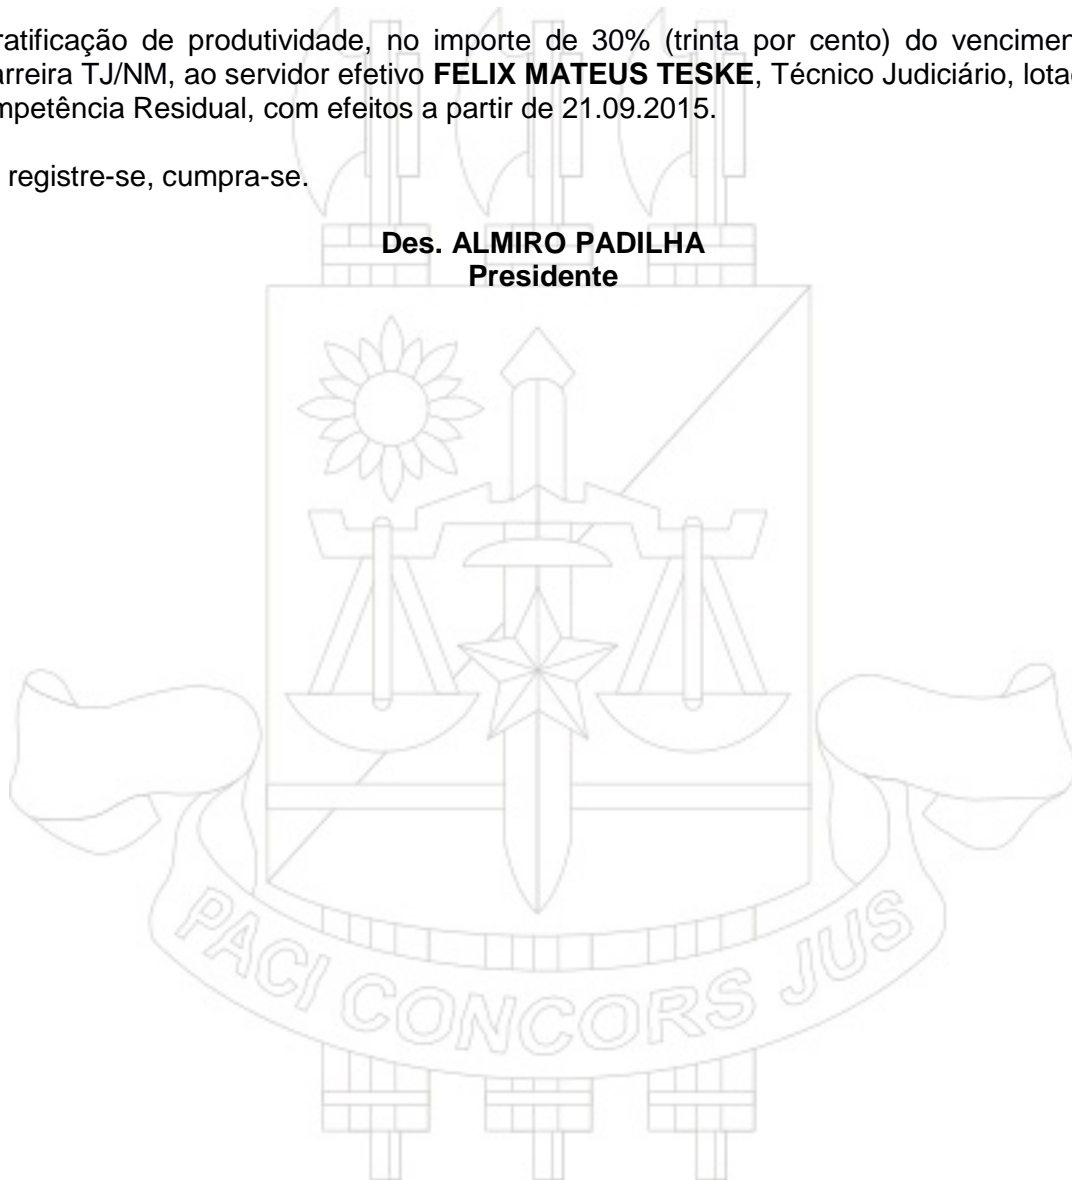 ratificação de produtividade, no importe de 30% (trinta por cento) do venciment
arreira TJ/NM, ao servidor efetivo FELIX MATEUS TESKE, Técnico Judiciário, lota
mpetência Residual, com efeitos a partir de 21.09.2015.
registre-se, cumpra-se.
Des. ALMIRO PADILHA
Presidente
PACI CONCORS JUS